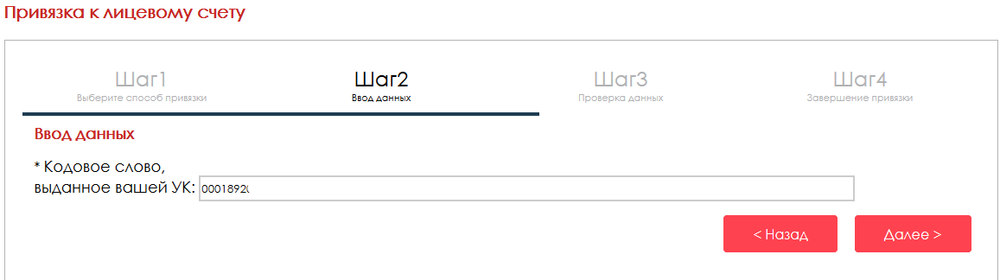 Привязка к лицевому счету
Шаг1 Шаг2 Шаг3 Шаг4
Выберите способ привязки Ввод данных Проверка данных Завершение привязки
Ввод данных
* Кодовое слово,
выданное вашей УК: 0001892
< Назад Далее >